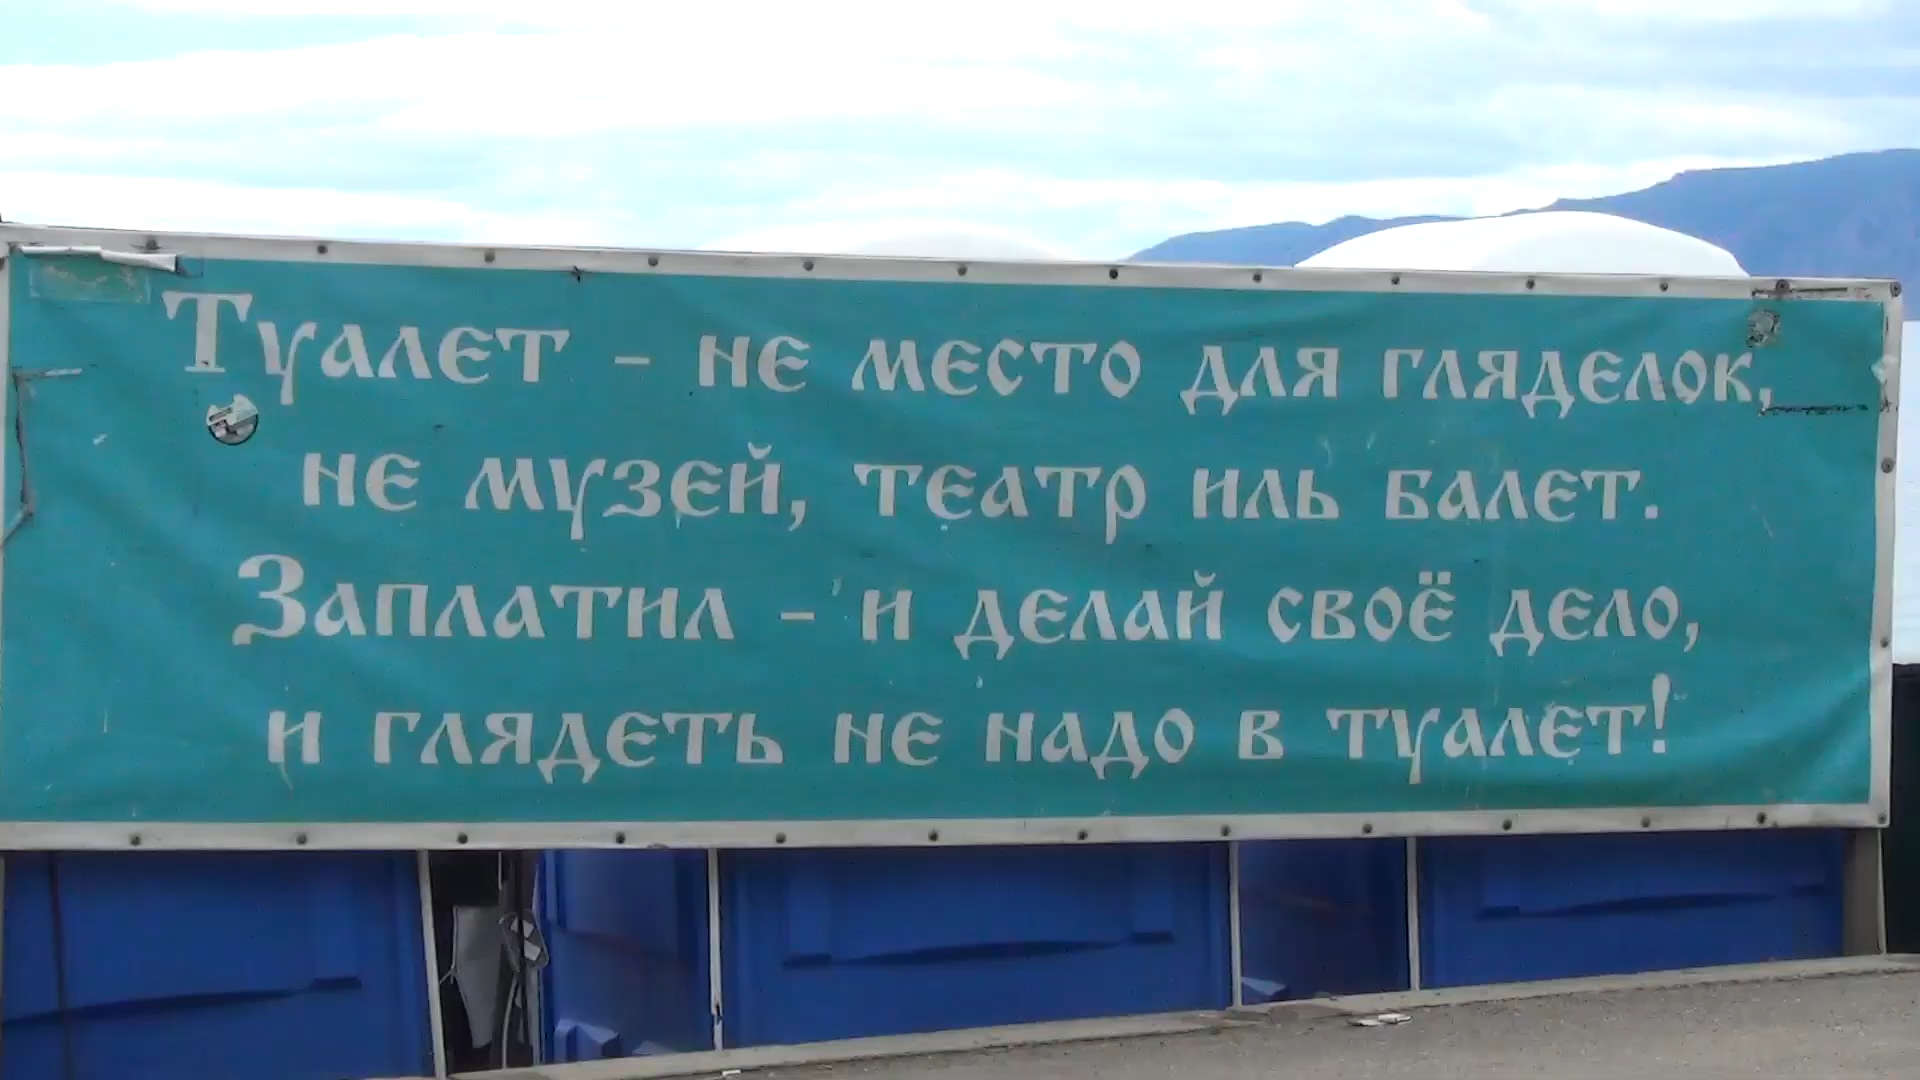 Туалет – не место для гляделок,
не музей, театр иль балет.
Заплатил – и делай своё дело,
и глядеть не надо в туалет!